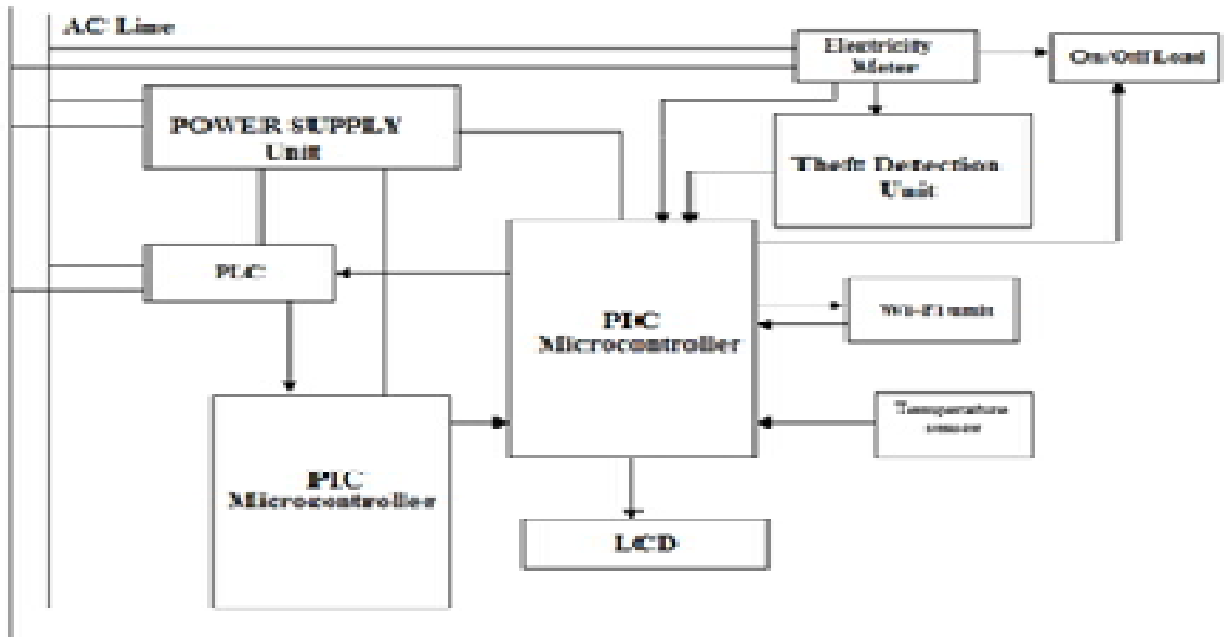 AC Line
Electricity
Meter
On/Off Load
POWER SUPPLY
Unit
Theft Detection
Unit
PLC
Wi-Fi unit
PIC
Microcontroller
Temperature
sensor
PIC
Microcontroller
LCD